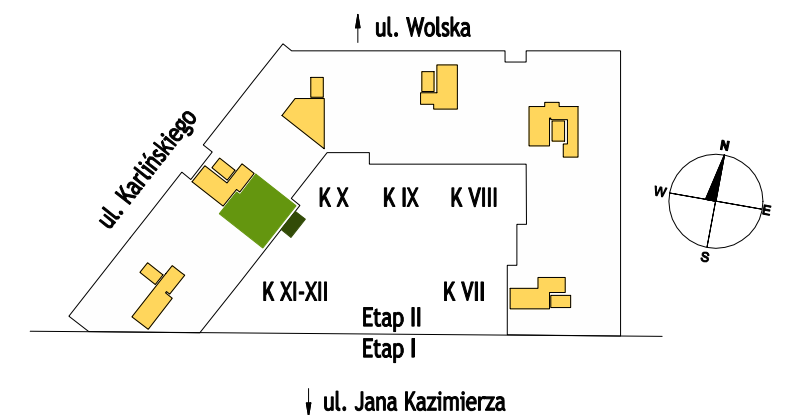 ul. Wolska
ul. Karlińskiego
N
W
E
S
K X
K IX
K VIII
K XI-XII
K VII
Etap II
Etap I
ul. Jana Kazimierza